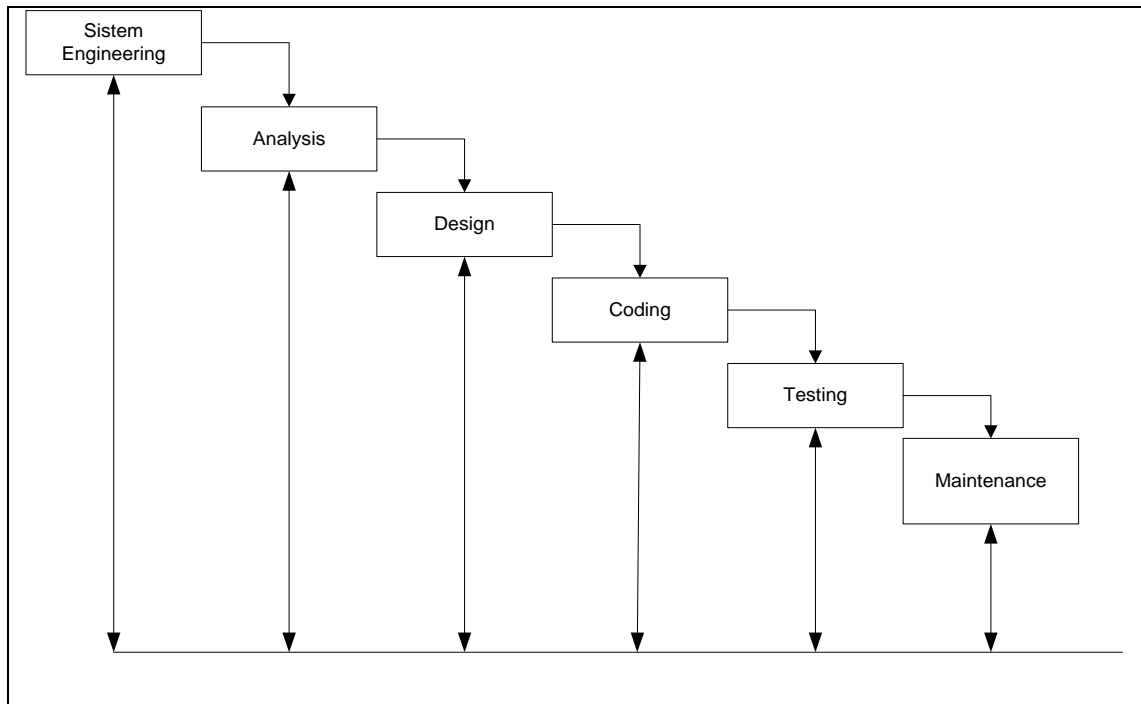 Sistem
Engineering
Analysis
Design
Coding
Testing
Maintenance